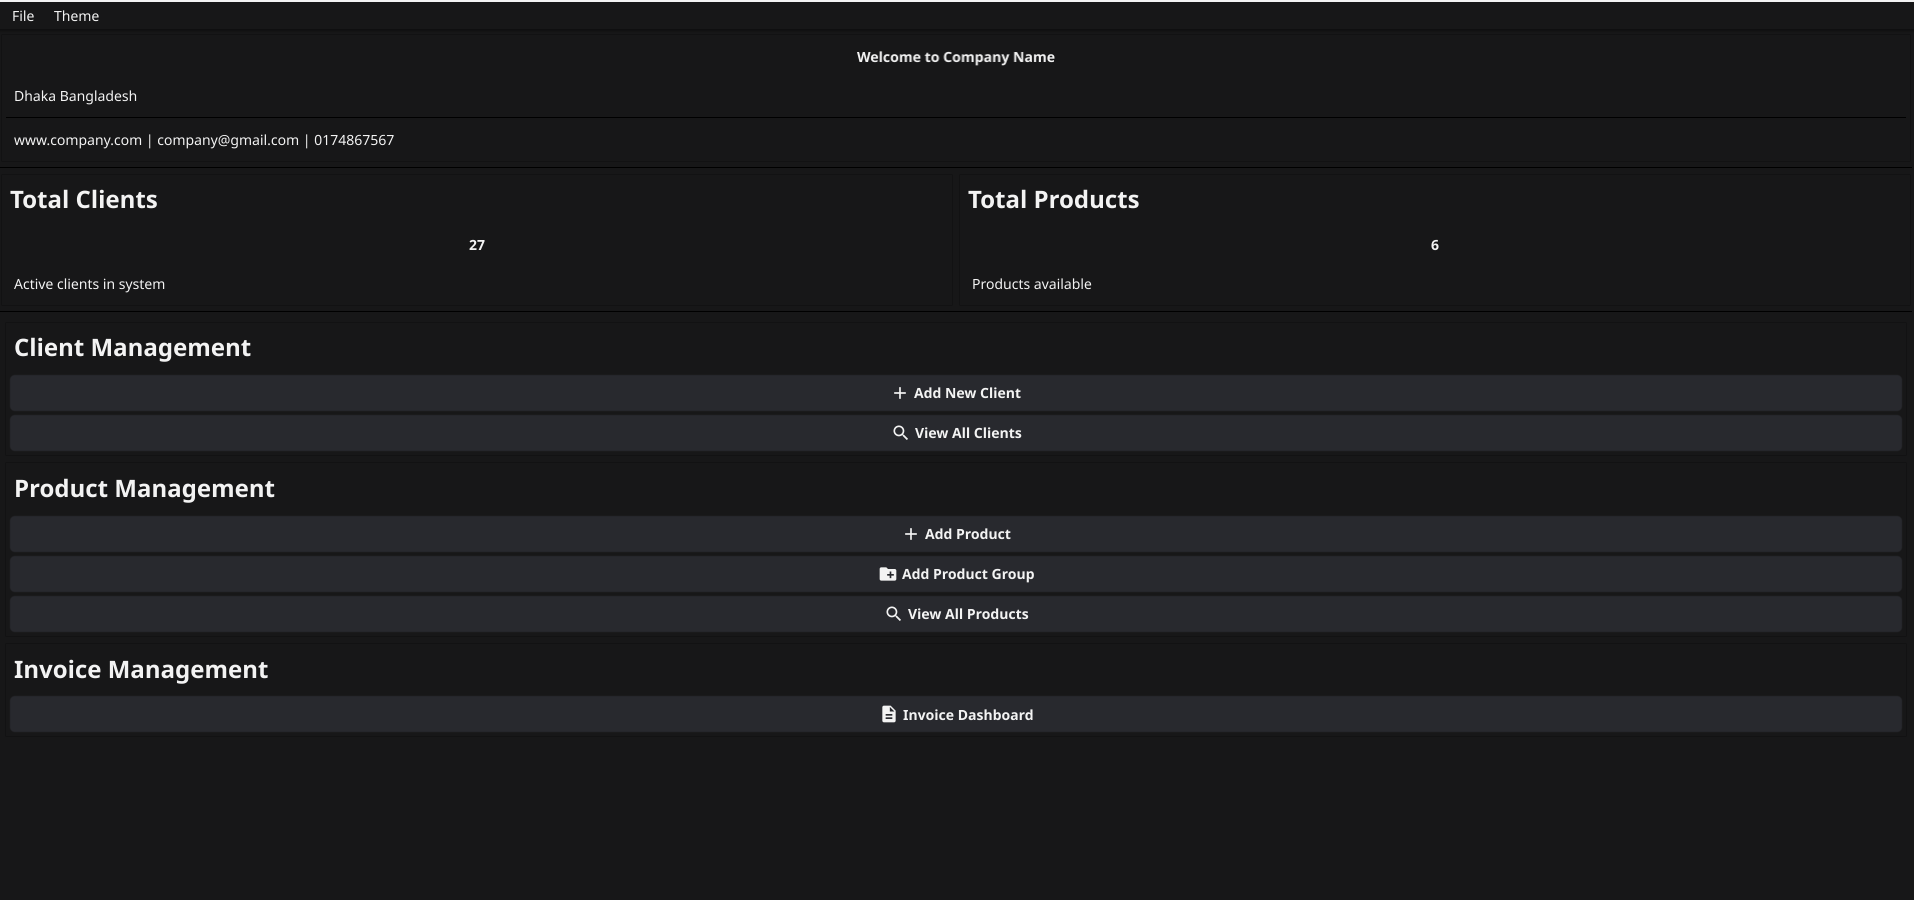 File Theme
Welcome to Company Name
Dhaka Bangladesh
www.company.com | company@gmail.com | 0174867567
Total Clients
27
Active clients in system
Total Products
6
Products available
Client Management
Add New Client
View All Clients
Product Management
Add Product
Add Product Group
View All Products
Invoice Management
Invoice Dashboard